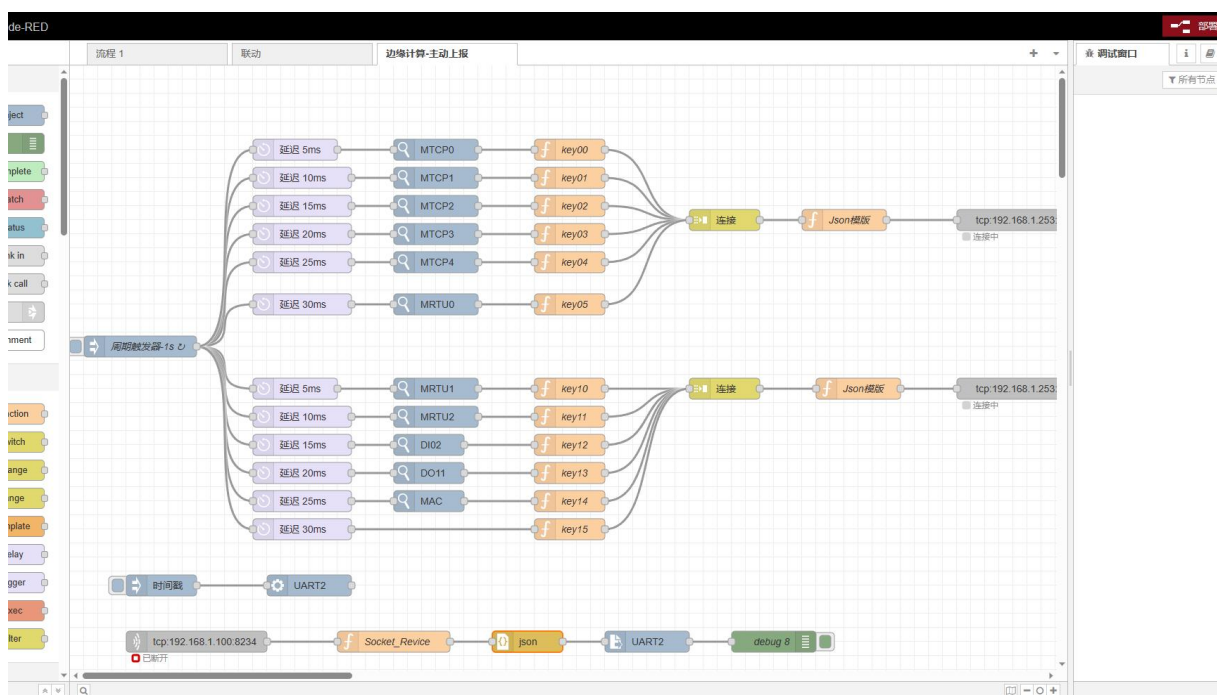 de-RED
部署
流程 1
联动
边缘计算-主动上报
调试窗口
i
所有节点
ject
mplete
atch
atus
nk in
k call
mment
nction
witch
ange
nge
mplate
elay
gger
xec
lter
延迟 5ms
MTCP0
key00
延迟 10ms
MTCP1
key01
延迟 15ms
MTCP2
key02
延迟 20ms
MTCP3
key03
延迟 25ms
MTCP4
key04
延迟 30ms
MRTU0
key05
连接
Json模版
tcp:192.168.1.253:
连接中
周期触发器-1s ↻
延迟 5ms
MRTU1
key10
延迟 10ms
MRTU2
key11
延迟 15ms
DI02
key12
延迟 20ms
DO11
key13
延迟 25ms
MAC
key14
延迟 30ms
key15
连接
Json模版
tcp:192.168.1.253:
连接中
时间戳
UART2
tcp:192.168.1.100:8234
已断开
Socket_Revice
json
UART2
debug 8